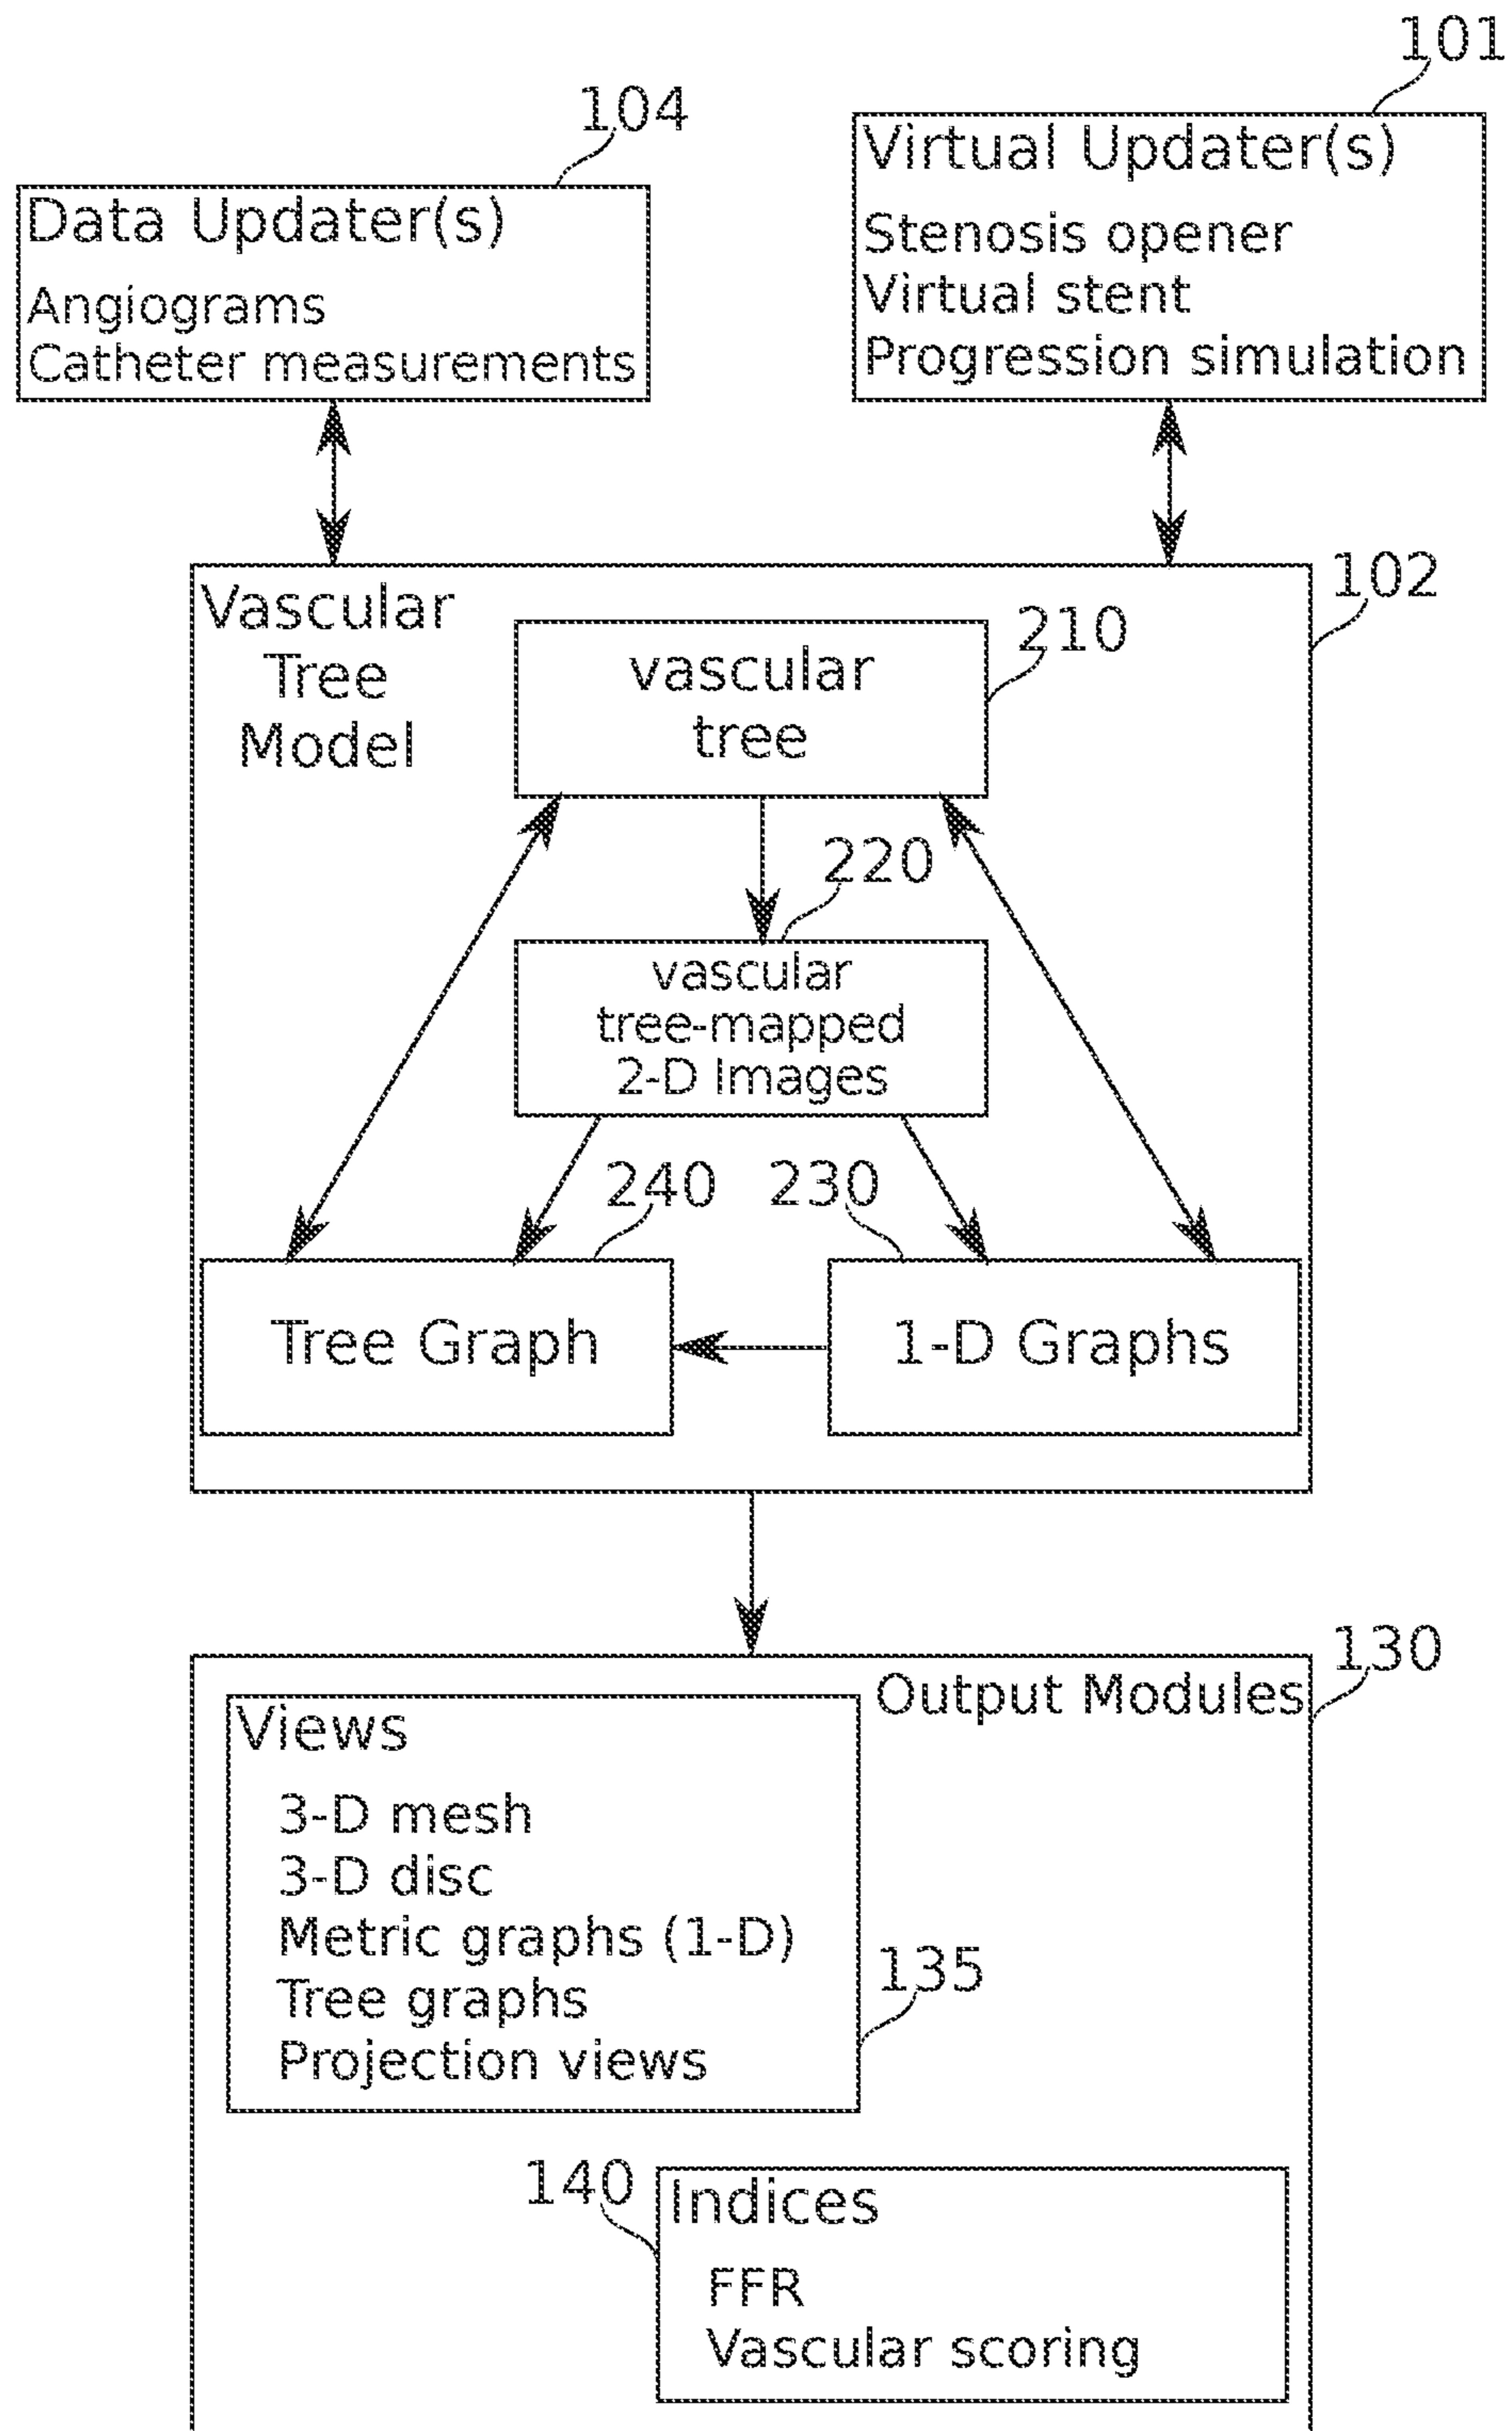 101
104
Virtual Updater(s)
Stenosis opener
Virtual stent
Progression simulation
Data Updater(s)
Angiograms
Catheter measurements
102
Vascular
Tree
Model
210
vascular
tree
220
vascular
tree-mapped
2-D Images
240
230
Tree Graph
1-D Graphs
130
Output Modules
Views
3-D mesh
3-D disc
Metric graphs (1-D)
Tree graphs
Projection views
135
140
Indices
FFR
Vascular scoring